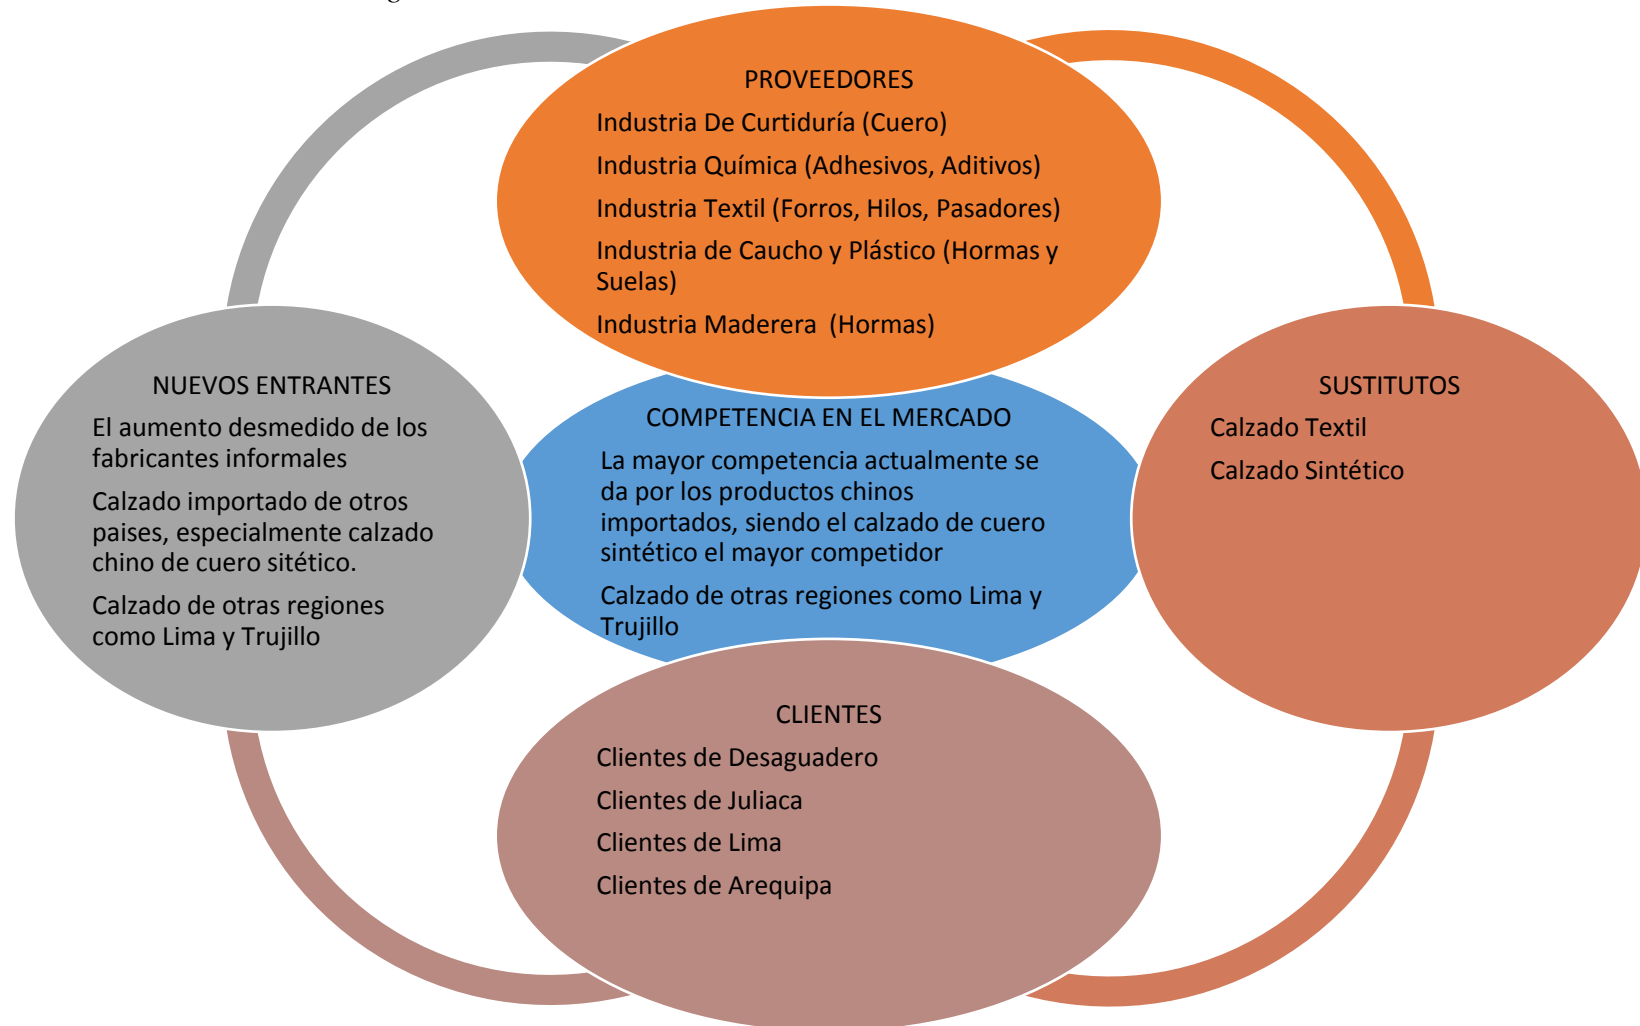 PROVEEDORES
Industria De Curtiduría (Cuero)
Industria Química (Adhesivos, Aditivos)
Industria Textil (Forros, Hilos, Pasadores)
Industria de Caucho y Plástico (Hormas y
Suelas)
Industria Maderera (Hormas)
NUEVOS ENTRANTES
El aumento desmedido de los
fabricantes informales
Calzado importado de otros
paises, especialmente calzado
chino de cuero sitético.
Calzado de otras regiones
como Lima y Trujillo
COMPETENCIA EN EL MERCADO
La mayor competencia actualmente se
da por los productos chinos
importados, siendo el calzado de cuero
sintético el mayor competidor
Calzado de otras regiones como Lima y
Trujillo
SUSTITUTOS
Calzado Textil
Calzado Sintético
CLIENTES
Clientes de Desaguadero
Clientes de Juliaca
Clientes de Lima
Clientes de Arequipa